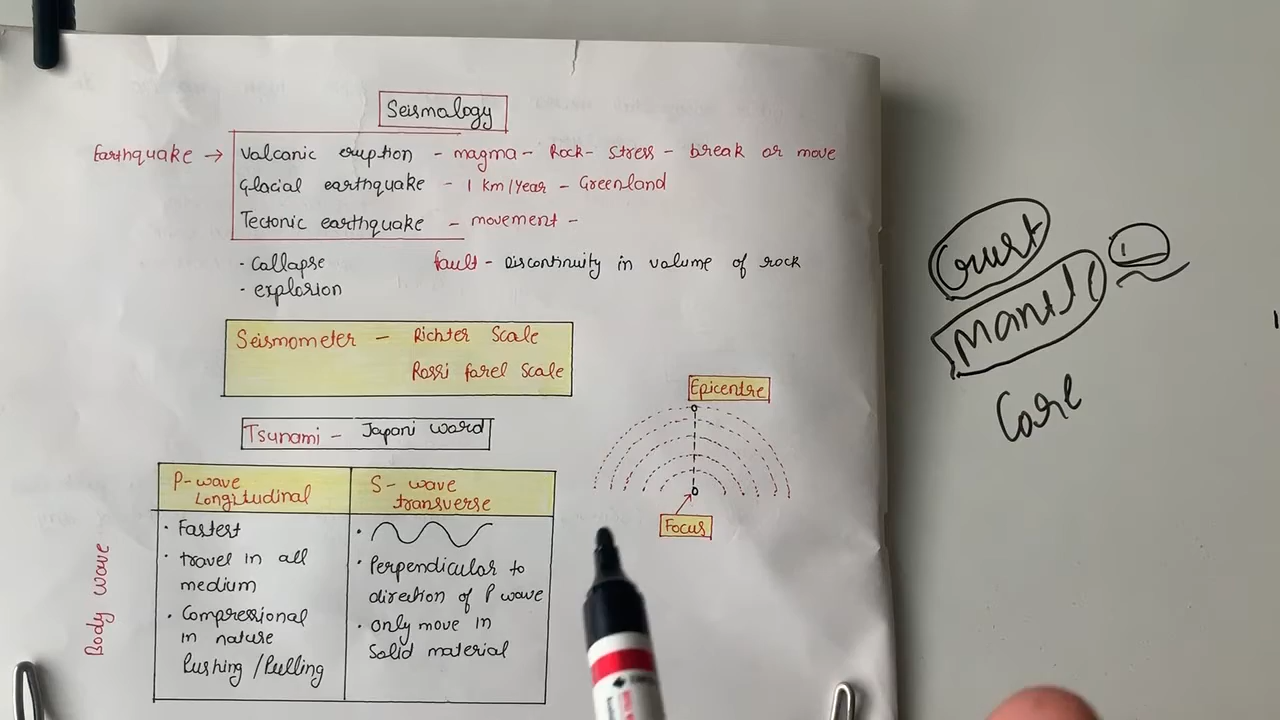 Seismalogy
Earthquake → Volcanic eruption - magma - Rock - stress - break or move
Glacial earthquake - 1 km/year - Greenland
Tectonic earthquake - movement -
· Collapse
fault - Discontinuity in volume of rock
· explosion
Seismometer - Richter Scale
Rossi farel Scale
Epicentre
Tsunami - Japani word
P-wave
Longitudinal
S-wave
transverse
Focus
Body wave
· Fastest
· travel in all
medium
· Compressional
in nature
Pushing/Pulling
· Perpendicular to
direction of P wave
· only move in
Solid material
Crust
Mantl
Core